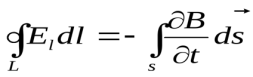 ∮_L E_l dl = - ∫_s ∂B/∂t ds⃗